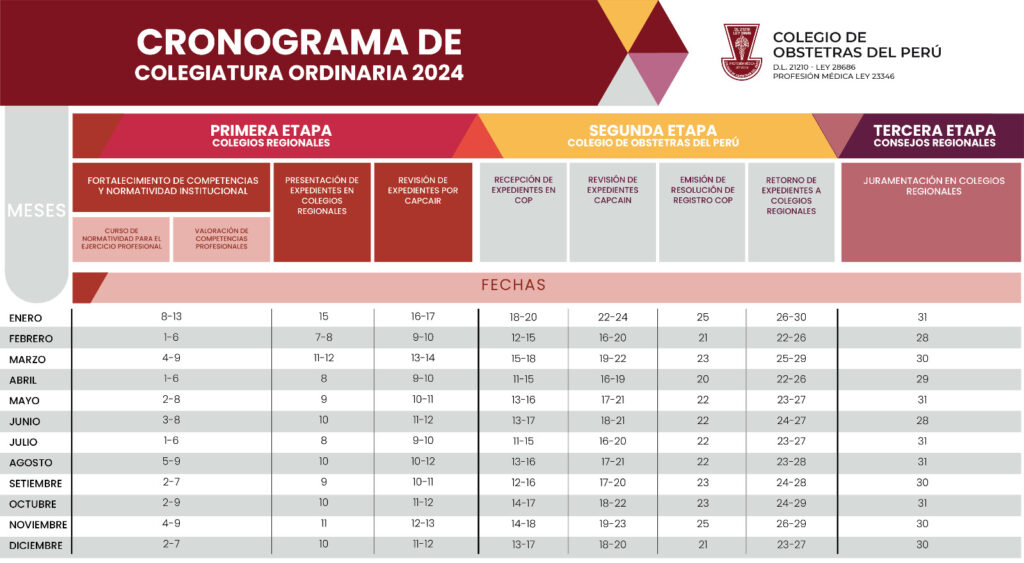 CRONOGRAMA DE
COLEGIATURA ORDINARIA 2024
D.L. 21210
LEY 28686
PROFESIÓN MÉDICA
COLEGIO DE
OBSTETRAS DEL PERÚ
D.L. 21210 - LEY 28686
PROFESIÓN MÉDICA LEY 23346
MESES
PRIMERA ETAPA
COLEGIOS REGIONALES
SEGUNDA ETAPA
COLEGIO DE OBSTETRAS DEL PERÚ
TERCERA ETAPA
CONSEJOS REGIONALES
FORTALECIMIENTO DE COMPETENCIAS
Y NORMATIVIDAD INSTITUCIONAL
CURSO DE
NORMATIVIDAD PARA EL
EJERCICIO PROFESIONAL
VALORACIÓN DE
COMPETENCIAS
PROFESIONALES
PRESENTACIÓN DE
EXPEDIENTES EN
COLEGIOS
REGIONALES
REVISIÓN DE
EXPEDIENTES POR
CAPCAIR
RECEPCIÓN DE
EXPEDIENTES EN
COP
REVISIÓN DE
EXPEDIENTES
CAPCAIN
EMISIÓN DE
RESOLUCIÓN DE
REGISTRO COP
RETORNO DE
EXPEDIENTES A
COLEGIOS
REGIONALES
JURAMENTACIÓN EN COLEGIOS
REGIONALES
FECHAS
ENERO 8-13 15 16-17 18-20 22-24 25 26-30 31
FEBRERO 1-6 7-8 9-10 12-15 16-20 21 22-26 28
MARZO 4-9 11-12 13-14 15-18 19-22 23 25-29 30
ABRIL 1-6 8 9-10 11-15 16-19 20 22-26 29
MAYO 2-8 9 10-11 13-16 17-21 22 23-27 31
JUNIO 3-8 10 11-12 13-17 18-21 22 24-27 28
JULIO 1-6 8 9-10 11-15 16-20 22 23-27 31
AGOSTO 5-9 10 10-12 13-16 17-21 22 23-28 31
SETIEMBRE 2-7 9 10-11 12-16 17-20 23 24-28 30
OCTUBRE 2-9 10 11-12 14-17 18-22 23 24-29 31
NOVIEMBRE 4-9 11 12-13 14-18 19-23 25 26-29 30
DICIEMBRE 2-7 10 11-12 13-17 18-20 21 23-27 30